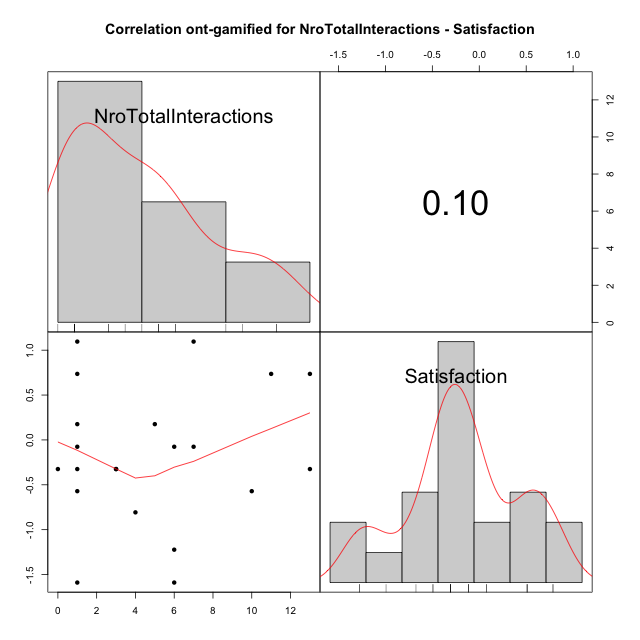 Correlation ont-gamified for NroTotalInteractions - Satisfaction
-1.5 -1.0 -0.5 0.0 0.5 1.0
NroTotalInteractions
0.10
0 2 4 6 8 10 12
Satisfaction
-1.5 -1.0 -0.5 0.0 0.5 1.0
0 2 4 6 8 10 12